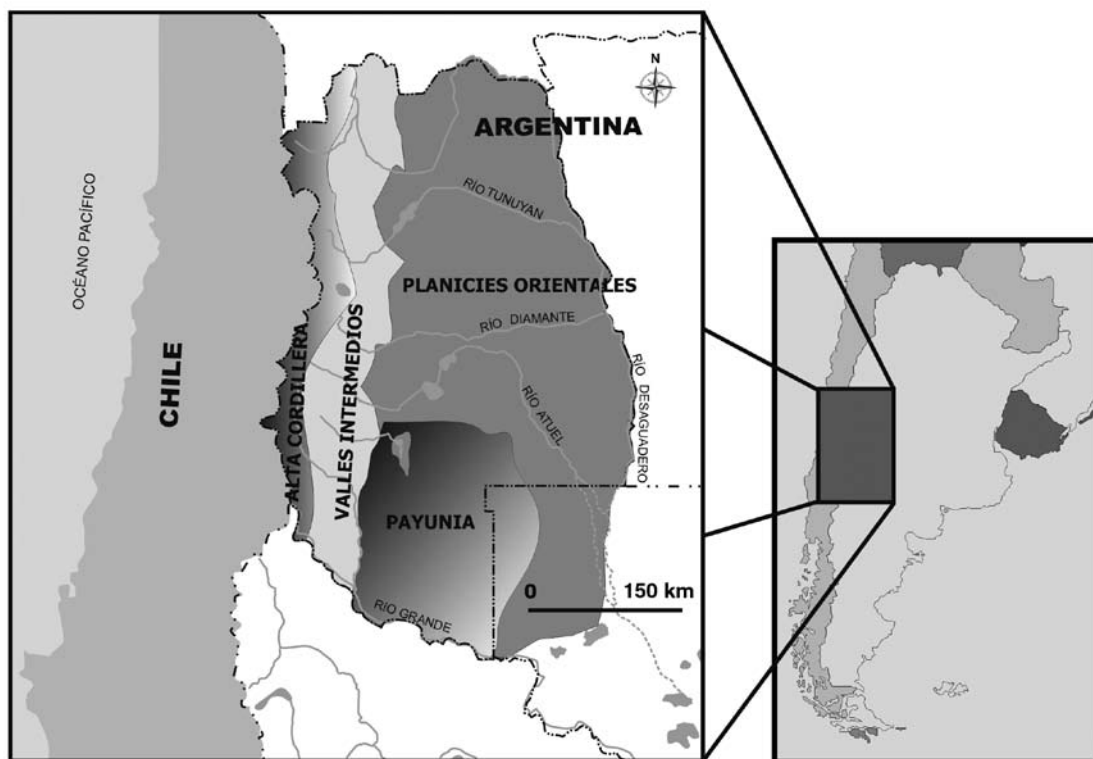 N
ARGENTINA
OCÉANO PACÍFICO
RÍO TUNUYAN
PLANICIES ORIENTALES
RÍO DIAMANTE
CHILE
ALTA CORDILLERA
VALLES INTERMEDIOS
RÍO DESAGUADERO
RÍO ATUEL
PAYUNIA
0 150 km
RÍO GRANDE